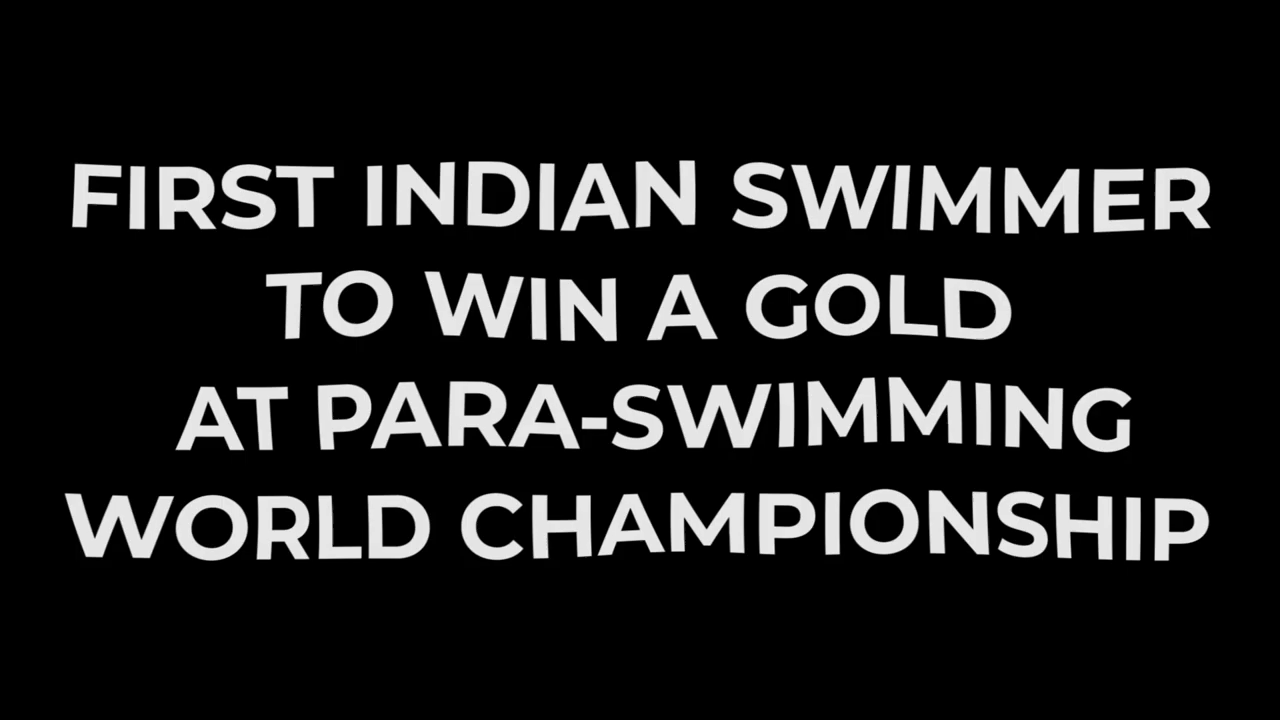 FIRST INDIAN SWIMMER
TO WIN A GOLD
AT PARA-SWIMMING
WORLD CHAMPIONSHIP